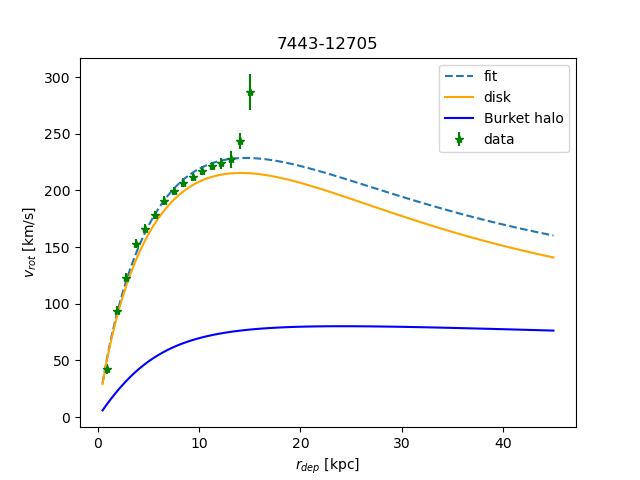 7443-12705
fit
disk
Burket halo
data
300
250
200
150
100
50
0
v_rot [km/s]
0 10 20 30 40
r_dep [kpc]